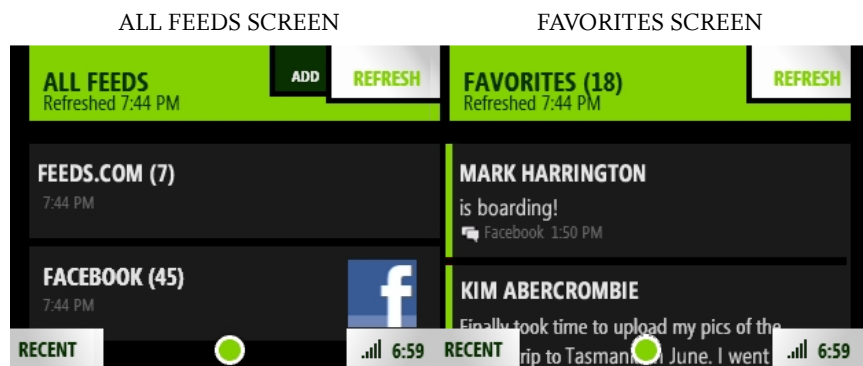 ALL FEEDS SCREEN
ALL FEEDS
Refreshed 7:44 PM
ADD
REFRESH
FEEDS.COM (7)
7:44 PM
FACEBOOK (45)
7:44 PM
f
RECENT
6:59
FAVORITES SCREEN
FAVORITES (18)
Refreshed 7:44 PM
REFRESH
MARK HARRINGTON
is boarding!
Facebook 1:50 PM
KIM ABERCROMBIE
Finally took time to upload my pics of the
rip to Tasman June. I went
RECENT
6:59